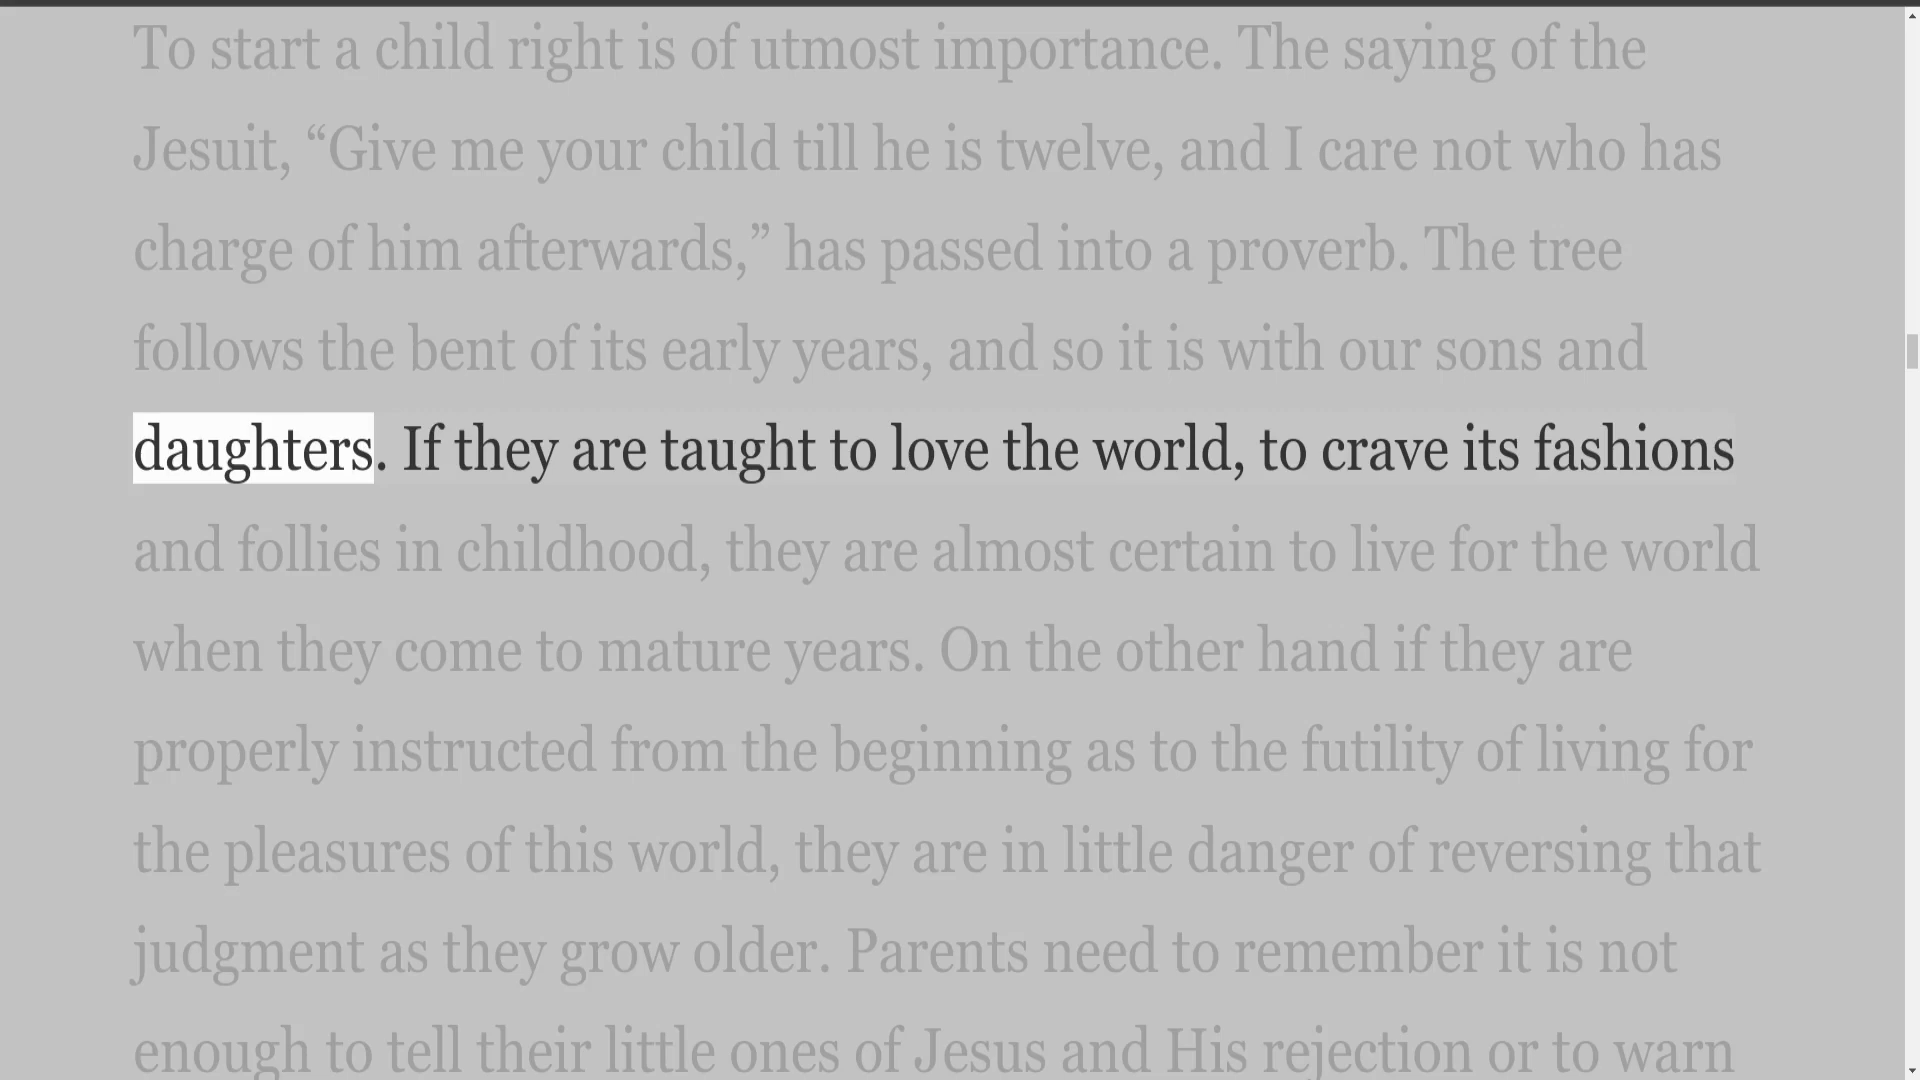 To start a child right is of utmost importance. The saying of the
Jesuit, “Give me your child till he is twelve, and I care not who has
charge of him afterwards,” has passed into a proverb. The tree
follows the bent of its early years, and so it is with our sons and
daughters. If they are taught to love the world, to crave its fashions
and follies in childhood, they are almost certain to live for the world
when they come to mature years. On the other hand if they are
properly instructed from the beginning as to the futility of living for
the pleasures of this world, they are in little danger of reversing that
judgment as they grow older. Parents need to remember it is not
enough to tell their little ones of Jesus and His rejection or to warn